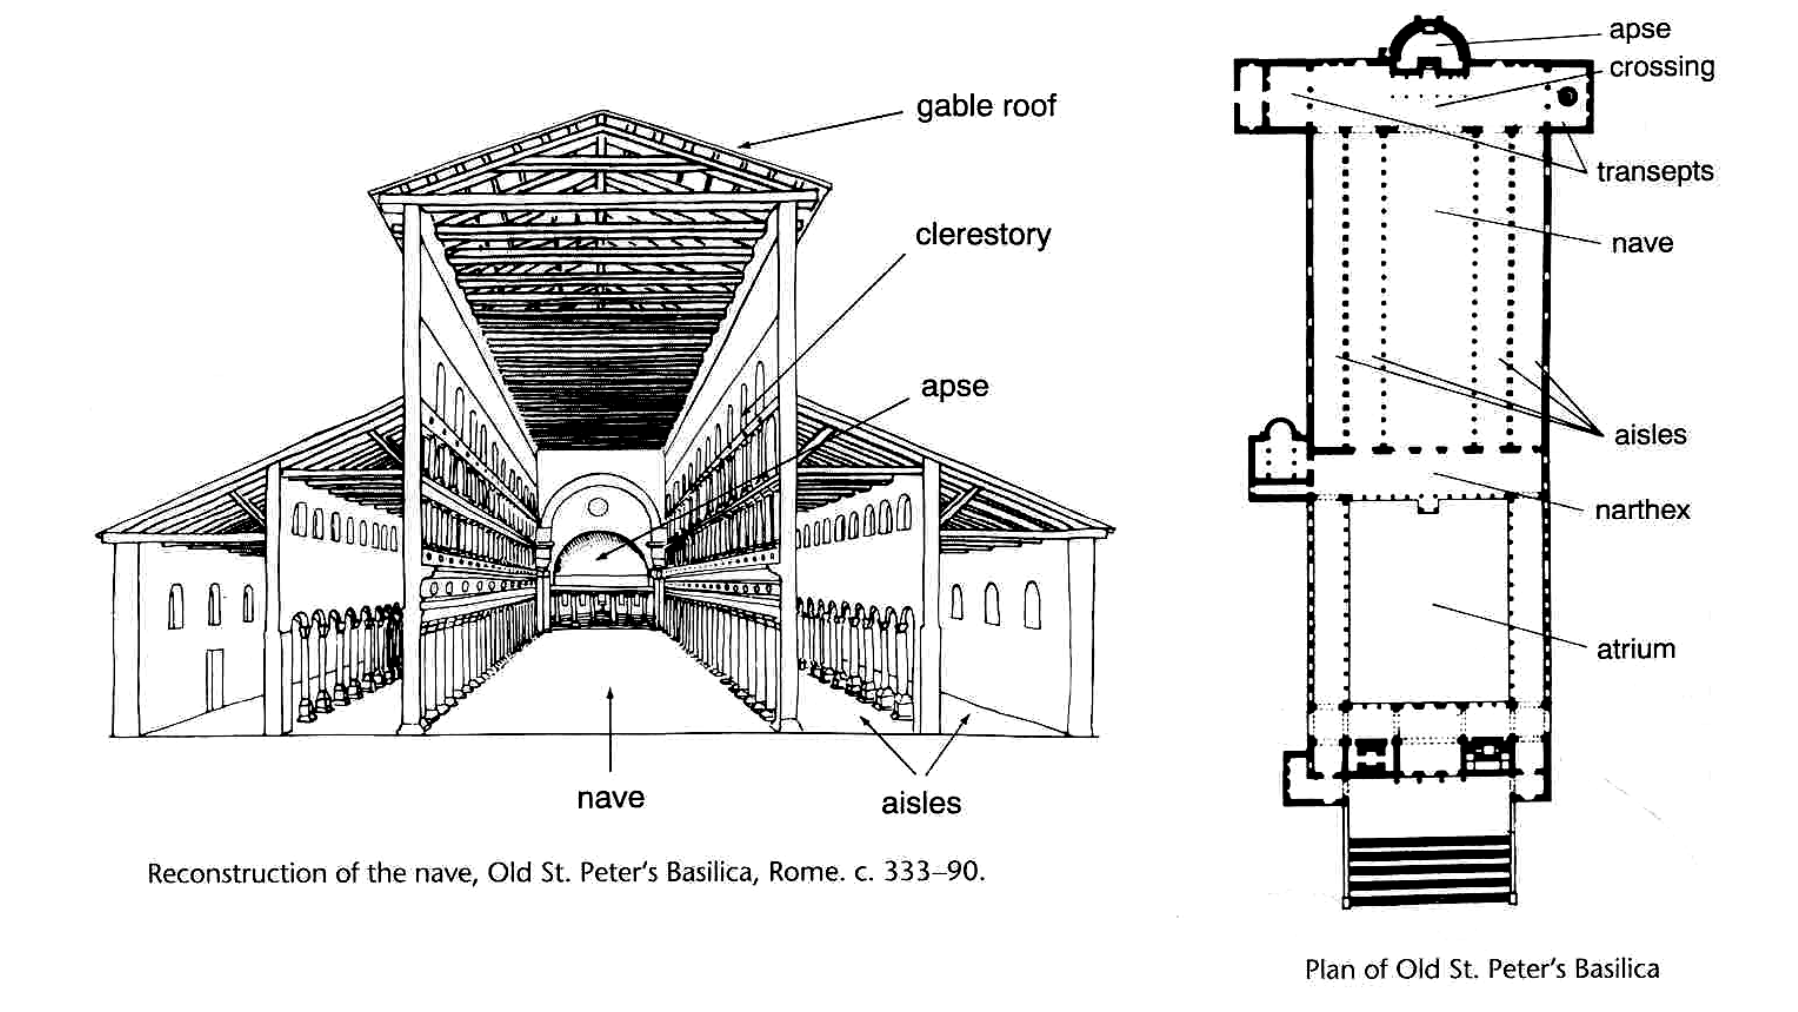 gable roof
clerestory
apse
nave
aisles
Reconstruction of the nave, Old St. Peter's Basilica, Rome. c. 333–90.
apse
crossing
transepts
nave
aisles
narthex
atrium
Plan of Old St. Peter's Basilica